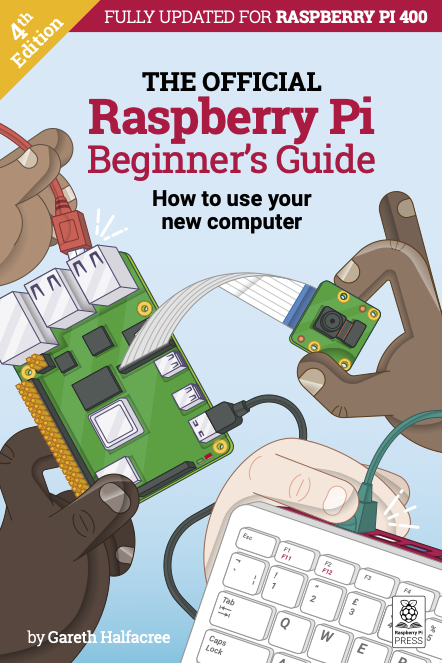 4th
Edition
FULLY UPDATED FOR RASPBERRY PI 400
THE OFFICIAL
Raspberry Pi
Beginner's Guide
How to use your
new computer
Esc
F1
F11
F2
F12
F3
F4
!
1
"
2
£
3
$
4
%
5
Tab
Q
W
E
Caps
Lock
by Gareth Halfacree
Raspberry Pi
PRESS